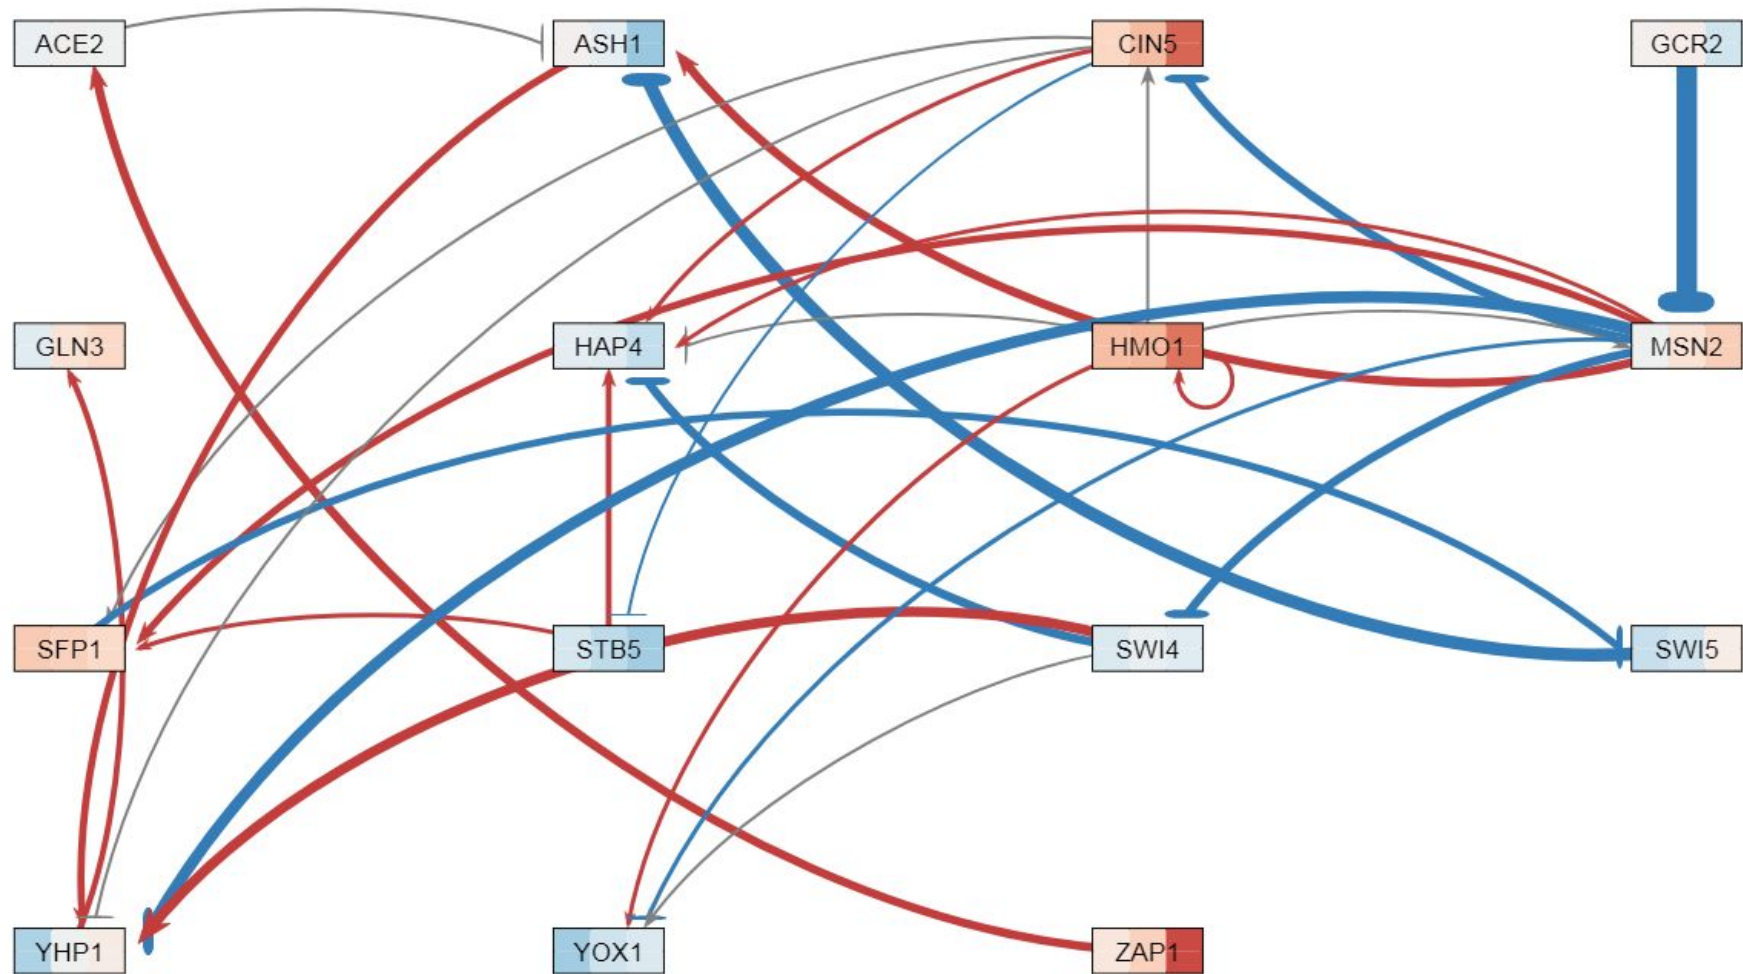 ACE2 ASH1 CIN5 GCR2
GLN3 HAP4 HMO1 MSN2
SFP1 STB5 SWI4 SWI5
YHP1 YOX1 ZAP1